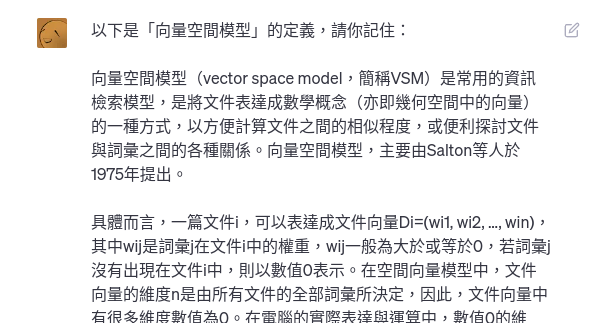 以下是「向量空間模型」的定義，請你記住：
向量空間模型（vector space model，簡稱VSM）是常用的資訊
檢索模型，是將文件表達成數學概念（亦即幾何空間中的向量）
的一種方式，以方便計算文件之間的相似程度，或便利探討文件
與詞彙之間的各種關係。向量空間模型，主要由Salton等人於
1975年提出。
具體而言，一篇文件i，可以表達成文件向量Di=(wi1, wi2, ..., win)，
其中wij是詞彙j在文件i中的權重，wij一般為大於或等於0，若詞彙j
沒有出現在文件i中，則以數值0表示。在空間向量模型中，文件
向量的維度n是由所有文件的全部詞彙所決定，因此，文件向量中
有很多維度數值為0。在電腦的實際表達與運算中，數值0的維